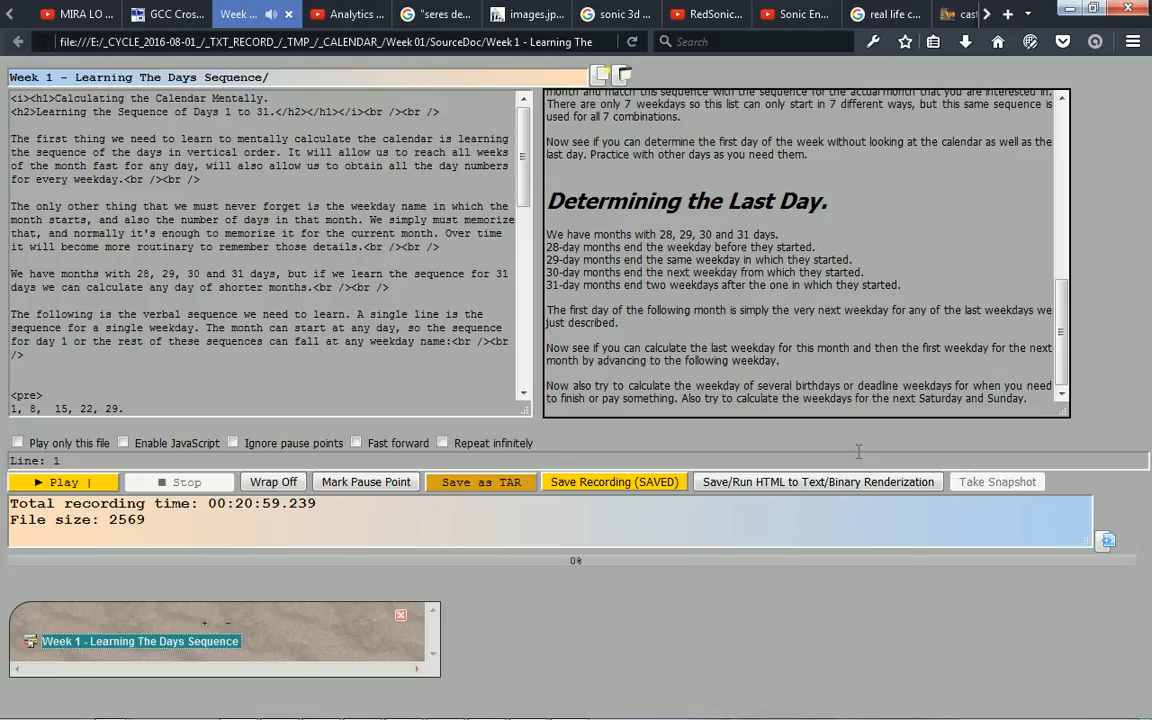 MIRA LO ...
GCC Cros...
Week ...
Analytics ...
"seres de...
images.jp...
sonic 3d ...
RedSonic...
Sonic En...
real life c...
cast
file:///E:/_CYCLE_2016-08-01_/_TXT_RECORD_/_TMP_/_CALENDAR_/Week 01/SourceDoc/Week 1 - Learning The
Search
Week 1 - Learning The Days Sequence/
<i><h1>Calculating the Calendar Mentally.
<h2>Learning the Sequence of Days 1 to 31.</h2></h1></i><br /><br />
The first thing we need to learn to mentally calculate the calendar is learning
the sequence of the days in vertical order. It will allow us to reach all weeks
of the month fast for any day, will also allow us to obtain all the day numbers
for every weekday.<br /><br />
The only other thing that we must never forget is the weekday name in which the
month starts, and also the number of days in that month. We simply must memorize
that, and normally it's enough to memorize it for the current month. Over time
it will become more routinary to remember those details.<br /><br />
We have months with 28, 29, 30 and 31 days, but if we learn the sequence for 31
days we can calculate any day of shorter months.<br /><br />
The following is the verbal sequence we need to learn. A single line is the
sequence for a single weekday. The month can start at any day, so the sequence
for day 1 or the rest of these sequences can fall at any weekday name:<br /><br
/>
<pre>
1, 8,  15, 22, 29.
month and match this sequence with the sequence for the actual month that you are interested in.
There are only 7 weekdays so this list can only start in 7 different ways, but this same sequence is
used for all 7 combinations.
Now see if you can determine the first day of the week without looking at the calendar as well as the
last day. Practice with other days as you need them.
Determining the Last Day.
We have months with 28, 29, 30 and 31 days.
28-day months end the weekday before they started.
29-day months end the same weekday in which they started.
30-day months end the next weekday from which they started.
31-day months end two weekdays after the one in which they started.
The first day of the following month is simply the very next weekday for any of the last weekdays we
just described.
Now see if you can calculate the last weekday for this month and then the first weekday for the next
month by advancing to the following weekday.
Now also try to calculate the weekday of several birthdays or deadline weekdays for when you need
to finish or pay something. Also try to calculate the weekdays for the next Saturday and Sunday.
Play only this file
Enable JavaScript
Ignore pause points
Fast forward
Repeat infinitely
Line: 1
Play |
Stop
Wrap Off
Mark Pause Point
Save as TAR
Save Recording (SAVED)
Save/Run HTML to Text/Binary Renderization
Take Snapshot
Total recording time: 00:20:59.239
File size: 2569
0%
+ -
Week 1 - Learning The Days Sequence